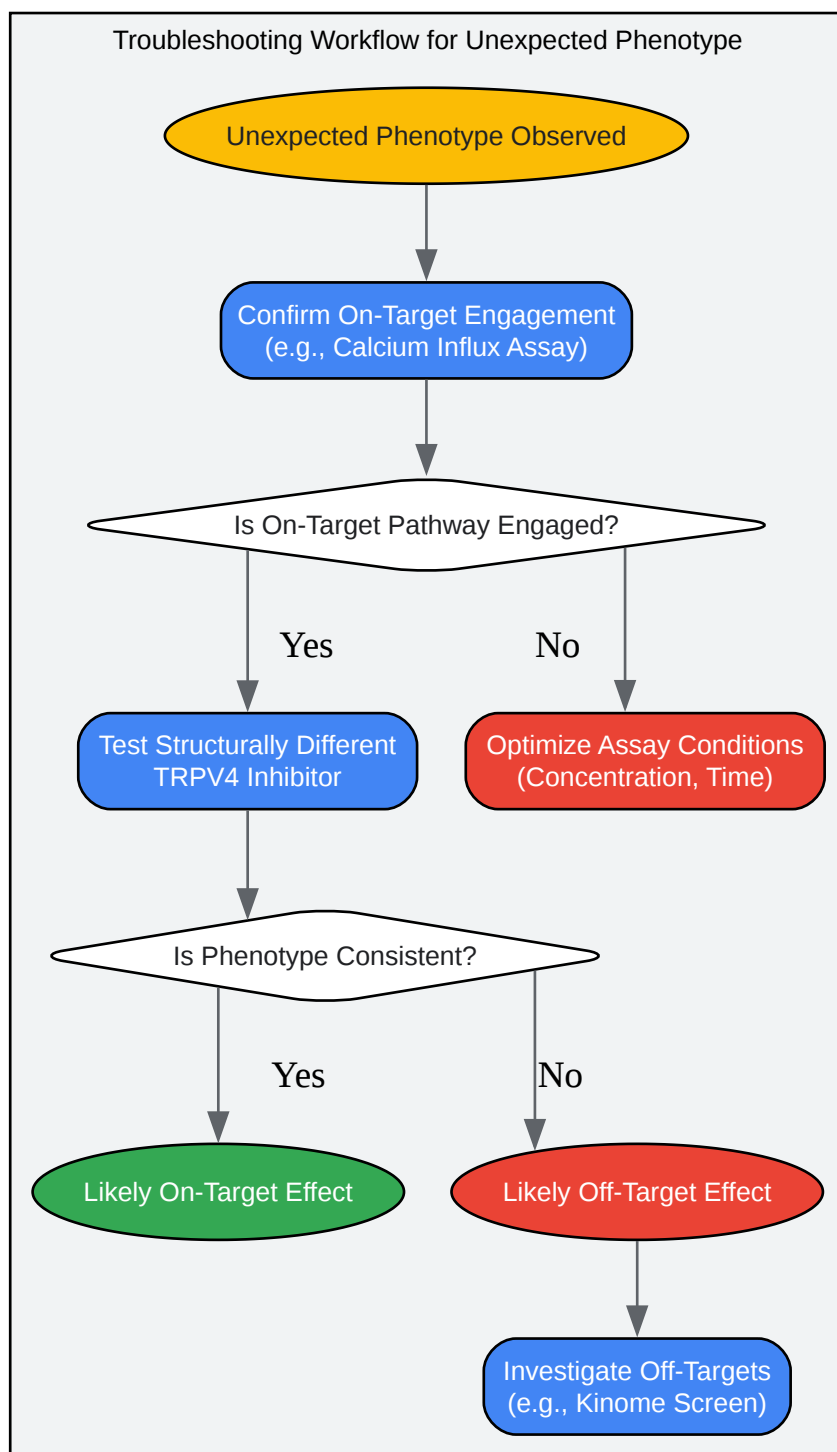 Troubleshooting Workflow for Unexpected Phenotype
Unexpected Phenotype Observed
Confirm On-Target Engagement
(e.g., Calcium Influx Assay)
Is On-Target Pathway Engaged?
Yes
No
Test Structurally Different
TRPV4 Inhibitor
Optimize Assay Conditions
(Concentration, Time)
Is Phenotype Consistent?
Yes
No
Likely On-Target Effect
Likely Off-Target Effect
Investigate Off-Targets
(e.g., Kinome Screen)